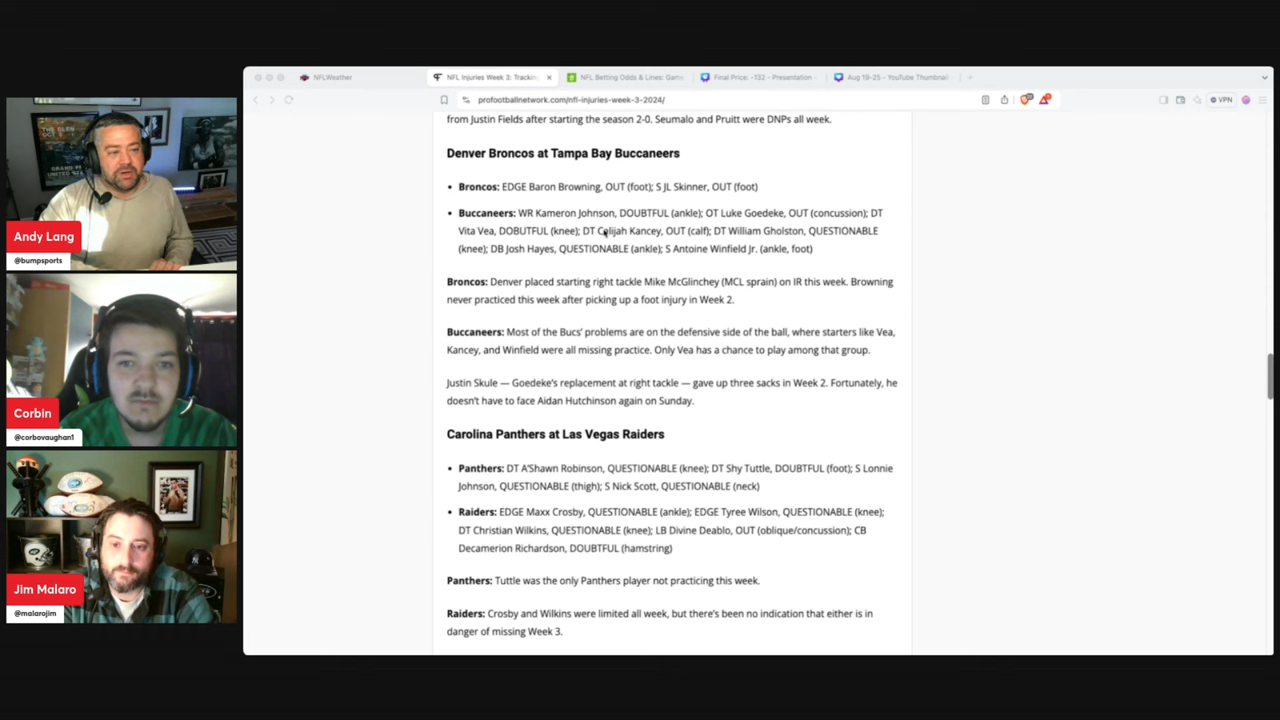 NFLWeather
NFL Injuries Week 3: Trackin
NFL Betting Odds & Lines: Gam
Final Price: -132 - Presentation
Aug 19-25 - YouTube Thumbnail
profootballnetwork.com/nfl-injuries-week-3-2024/
VPN
from Justin Fields after starting the season 2-0. Seumalo and Pruitt were DNPs all week.
Denver Broncos at Tampa Bay Buccaneers
• Broncos: EDGE Baron Browning, OUT (foot); S JL Skinner, OUT (foot)
• Buccaneers: WR Kameron Johnson, DOUBTFUL (ankle); OT Luke Goedeke, OUT (concussion); DT
Vita Vea, DOBUTFUL (knee); DT Calijah Kancey, OUT (calf); DT William Gholston, QUESTIONABLE
(knee); DB Josh Hayes, QUESTIONABLE (ankle); S Antoine Winfield Jr. (ankle, foot)
Broncos: Denver placed starting right tackle Mike McGlinchey (MCL sprain) on IR this week. Browning
never practiced this week after picking up a foot injury in Week 2.
Buccaneers: Most of the Bucs' problems are on the defensive side of the ball, where starters like Vea,
Kancey, and Winfield were all missing practice. Only Vea has a chance to play among that group.
Justin Skule — Goedeke's replacement at right tackle — gave up three sacks in Week 2. Fortunately, he
doesn't have to face Aidan Hutchinson again on Sunday.
Carolina Panthers at Las Vegas Raiders
• Panthers: DT A'Shawn Robinson, QUESTIONABLE (knee); DT Shy Tuttle, DOUBTFUL (foot); S Lonnie
Johnson, QUESTIONABLE (thigh); S Nick Scott, QUESTIONABLE (neck)
• Raiders: EDGE Maxx Crosby, QUESTIONABLE (ankle); EDGE Tyree Wilson, QUESTIONABLE (knee);
DT Christian Wilkins, QUESTIONABLE (knee); LB Divine Deablo, OUT (oblique/concussion); CB
Decamerion Richardson, DOUBTFUL (hamstring)
Panthers: Tuttle was the only Panthers player not practicing this week.
Raiders: Crosby and Wilkins were limited all week, but there's been no indication that either is in
danger of missing Week 3.
Andy Lang
@bumpsports
Corbin
@corbovaughan1
Jim Malaro
@malarojim